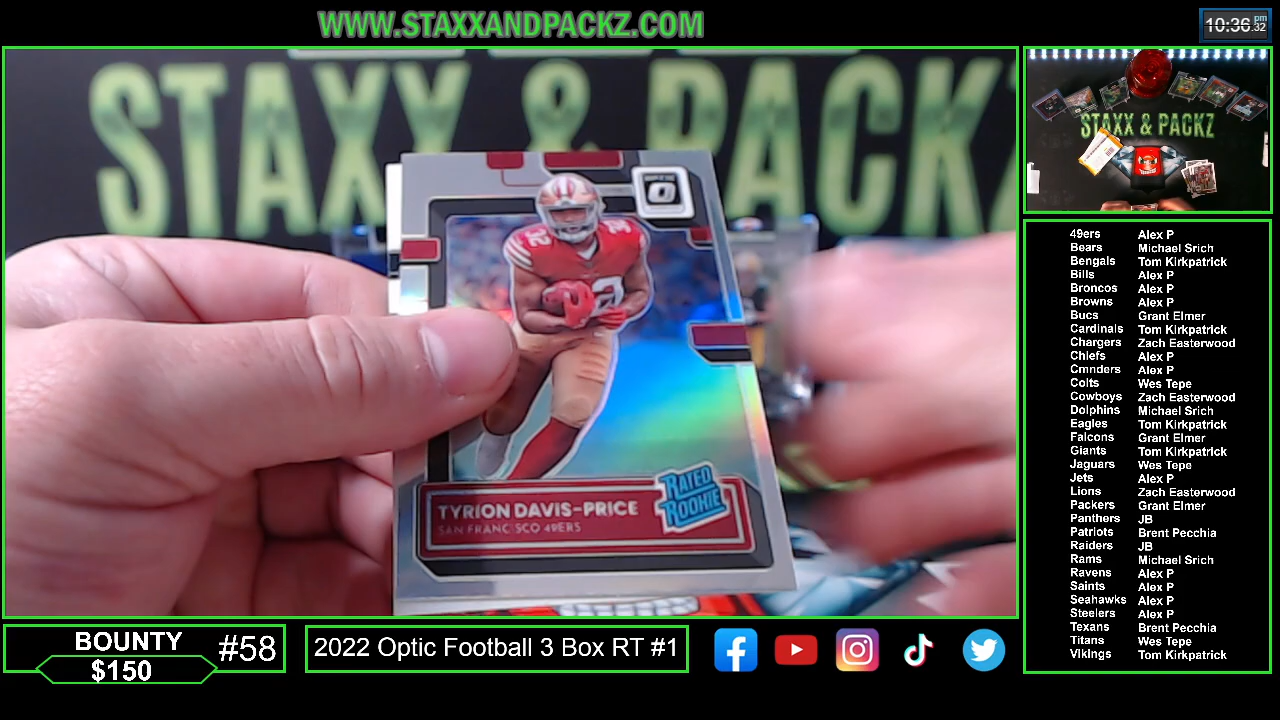 WWW.STAXXANDPACKZ.COM
10:36 pm .32
STAXX & PACKZ
STAXX & PACKZ
32
TYRION DAVIS-PRICE
SAN FRANCISCO 49ERS
RATED
ROOKIE
49ers Alex P
Bears Michael Srich
Bengals Tom Kirkpatrick
Bills Alex P
Broncos Alex P
Browns Alex P
Bucs Grant Elmer
Cardinals Tom Kirkpatrick
Chargers Zach Easterwood
Chiefs Alex P
Cmnders Alex P
Colts Wes Tepe
Cowboys Zach Easterwood
Dolphins Michael Srich
Eagles Tom Kirkpatrick
Falcons Grant Elmer
Giants Tom Kirkpatrick
Jaguars Wes Tepe
Jets Alex P
Lions Zach Easterwood
Packers Grant Elmer
Panthers JB
Patriots Brent Pecchia
Raiders JB
Rams Michael Srich
Ravens Alex P
Saints Alex P
Seahawks Alex P
Steelers Alex P
Texans Brent Pecchia
Titans Wes Tepe
Vikings Tom Kirkpatrick
BOUNTY
$150
#58
2022 Optic Football 3 Box RT #1